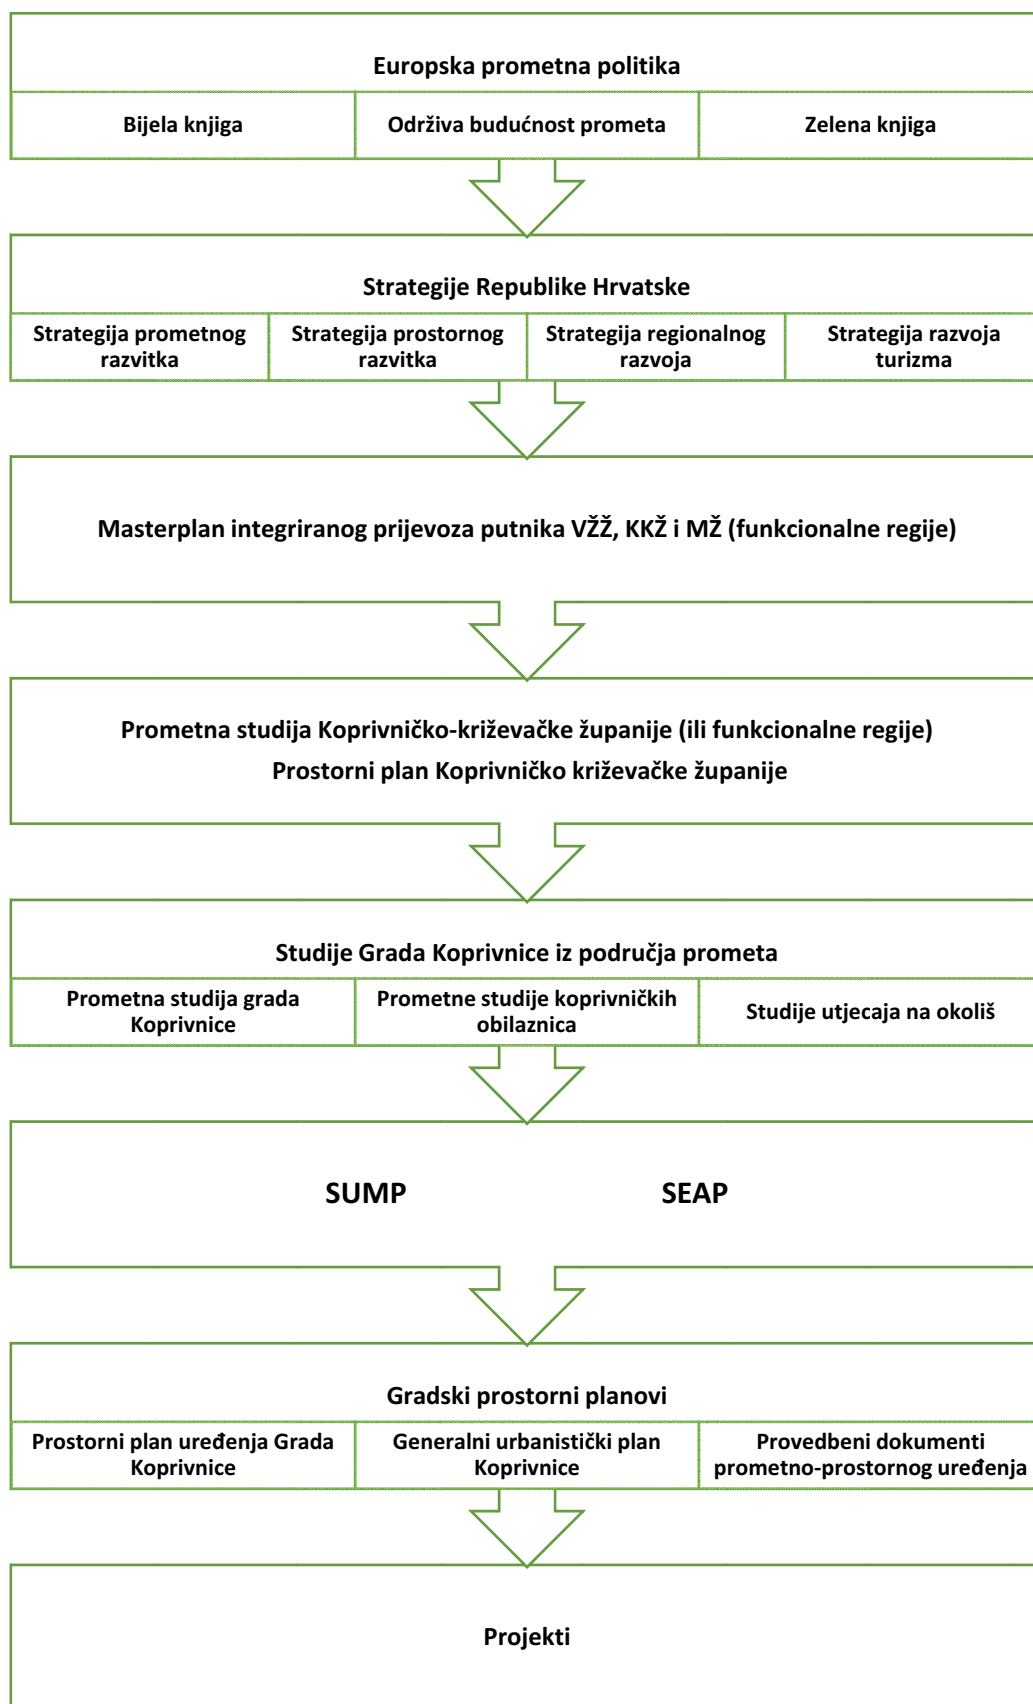 Europska prometna politika
Bijela knjiga
Održiva budućnost prometa
Zelena knjiga
Strategije Republike Hrvatske
Strategija prometnog
razvitka
Strategija prostornog
razvitka
Strategija regionalnog
razvoja
Strategija razvoja
turizma
Masterplan integriranog prijevoza putnika VŽŽ, KKŽ i MŽ (funkcionalne regije)
Prometna studija Koprivničko-križevačke županije (ili funkcionalne regije)
Prostorni plan Koprivničko križevačke županije
Studije Grada Koprivnice iz područja prometa
Prometna studija grada
Koprivnice
Prometne studije koprivničkih
obilaznica
Studije utjecaja na okoliš
SUMP SEAP
Gradski prostorni planovi
Prostorni plan uređenja Grada
Koprivnice
Generalni urbanistički plan
Koprivnice
Provedbeni dokumenti
prometno-prostornog uređenja
Projekti